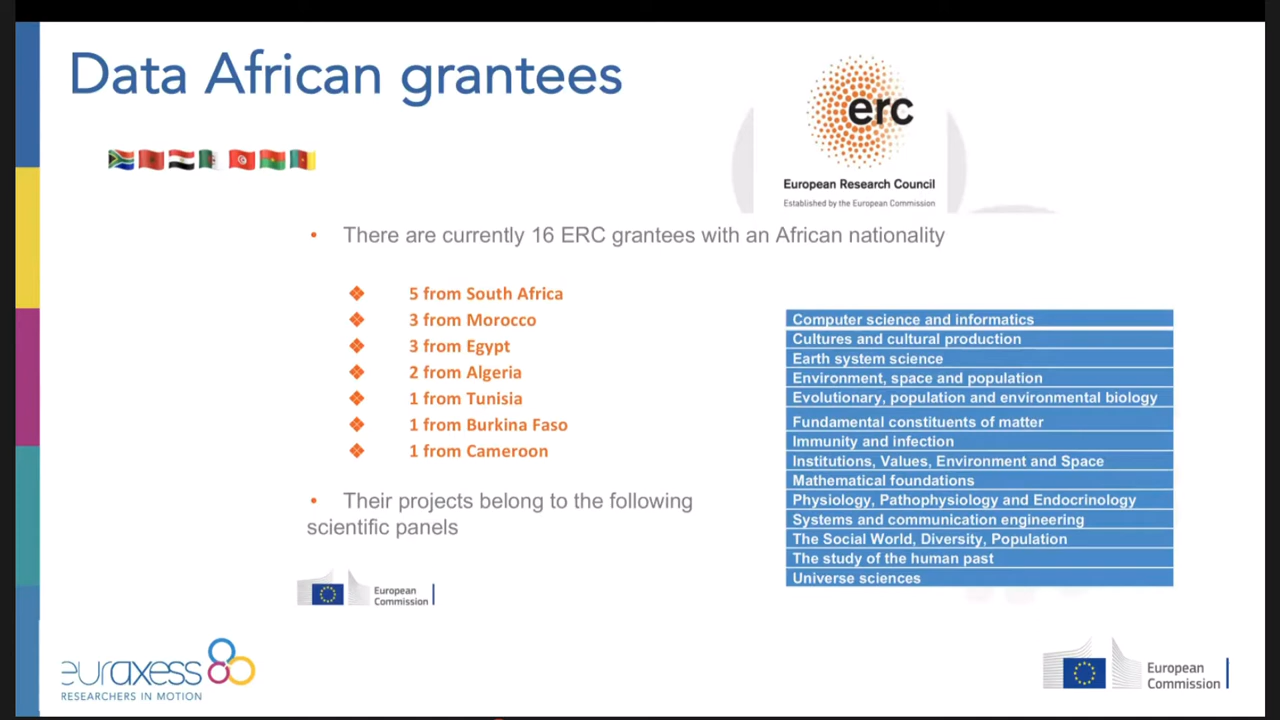 Data African grantees
erc
European Research Council
Established by the European Commission
• There are currently 16 ERC grantees with an African nationality
❖ 5 from South Africa
❖ 3 from Morocco
❖ 3 from Egypt
❖ 2 from Algeria
❖ 1 from Tunisia
❖ 1 from Burkina Faso
❖ 1 from Cameroon
• Their projects belong to the following
scientific panels
Computer science and informatics
Cultures and cultural production
Earth system science
Environment, space and population
Evolutionary, population and environmental biology
Fundamental constituents of matter
Immunity and infection
Institutions, Values, Environment and Space
Mathematical foundations
Physiology, Pathophysiology and Endocrinology
Systems and communication engineering
The Social World, Diversity, Population
The study of the human past
Universe sciences
European
Commission
euraxess
RESEARCHERS IN MOTION
European
Commission